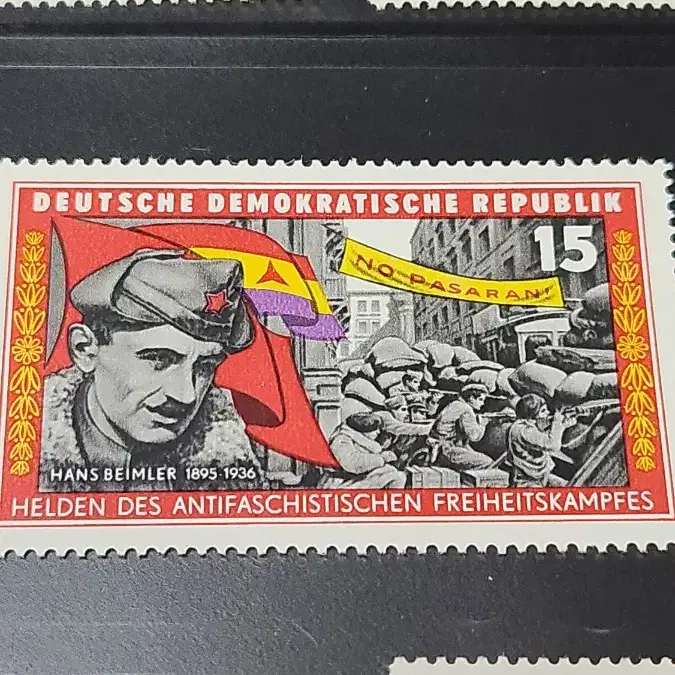 DEUTSCHE DEMOKRATISCHE REPUBLIK
15
NO PASARAN!
HANS BEIMLER 1895-1936
HELDEN DES ANTIFASCHISTISCHEN FREIHEITSKAMPFES